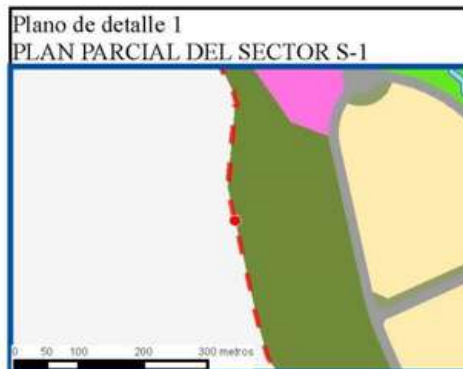 Plano de detalle 1
PLAN PARCIAL DEL SECTOR S-1
0 50 100 200 300 metros